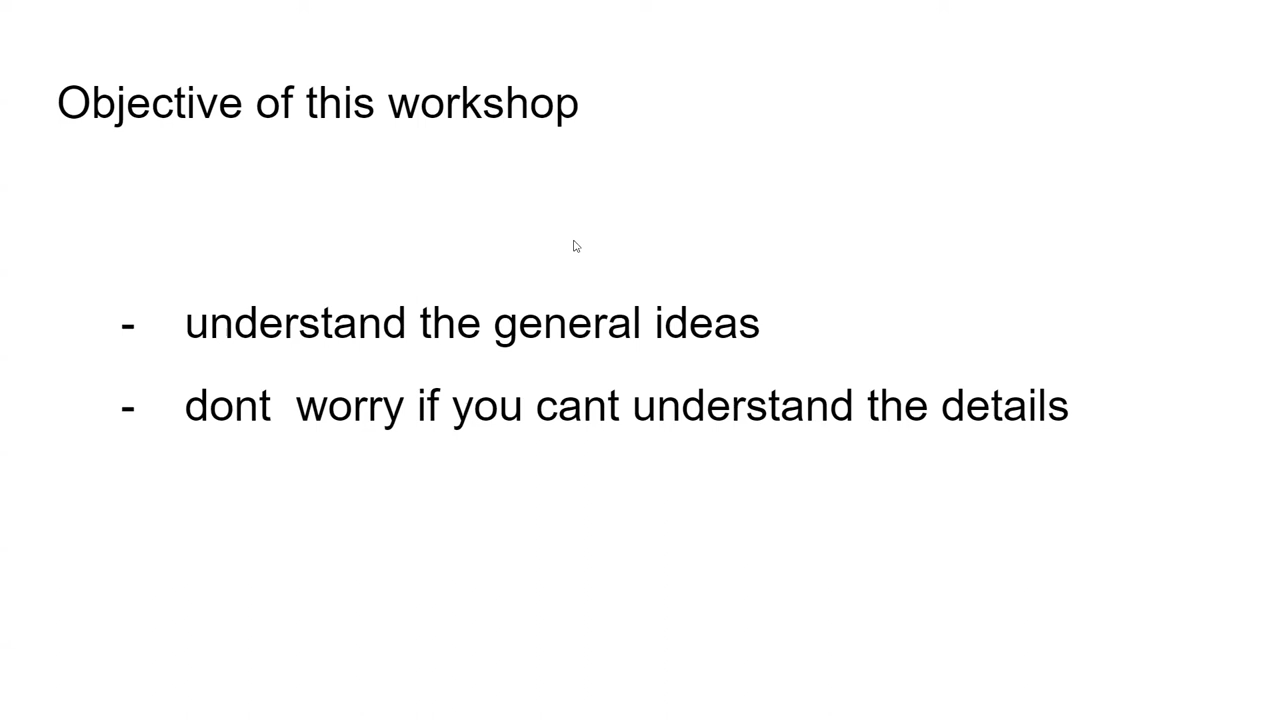 Objective of this workshop
- understand the general ideas
- dont  worry if you cant understand the details